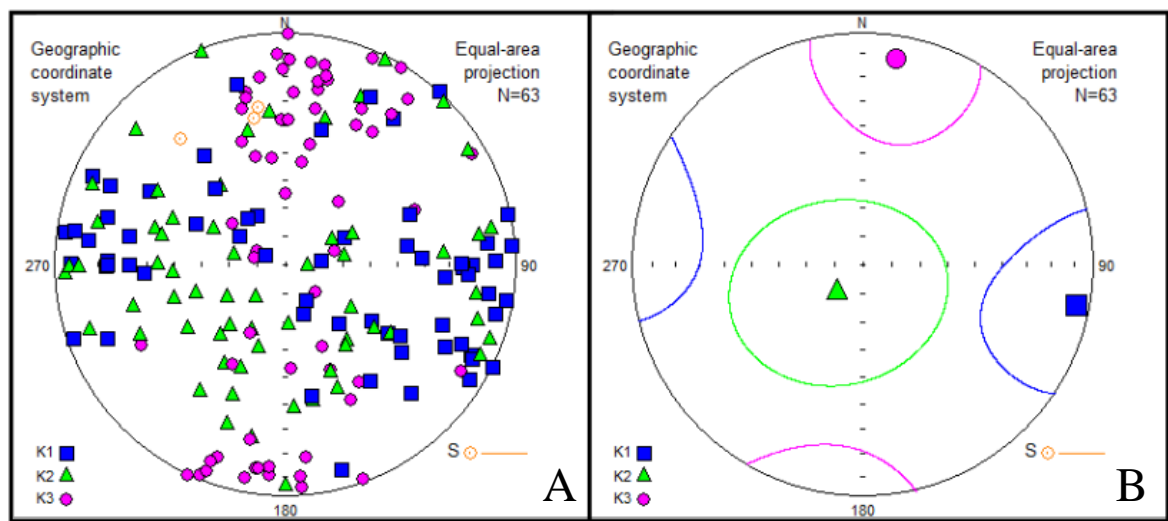 N
Geographic
coordinate
system
Equal-area
projection
N=63
270
90
K1
K2
K3
S
180
A
N
Geographic
coordinate
system
Equal-area
projection
N=63
270
90
K1
K2
K3
S
180
B